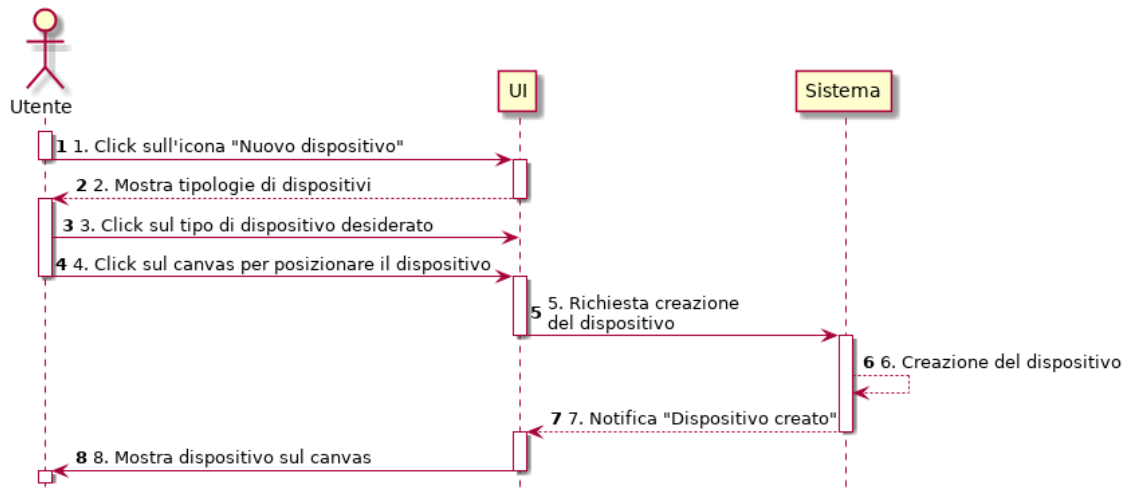 Utente
UI
Sistema
1 1. Click sull'icona "Nuovo dispositivo"
2 2. Mostra tipologie di dispositivi
3 3. Click sul tipo di dispositivo desiderato
4 4. Click sul canvas per posizionare il dispositivo
5 5. Richiesta creazione
del dispositivo
6 6. Creazione del dispositivo
7 7. Notifica "Dispositivo creato"
8 8. Mostra dispositivo sul canvas